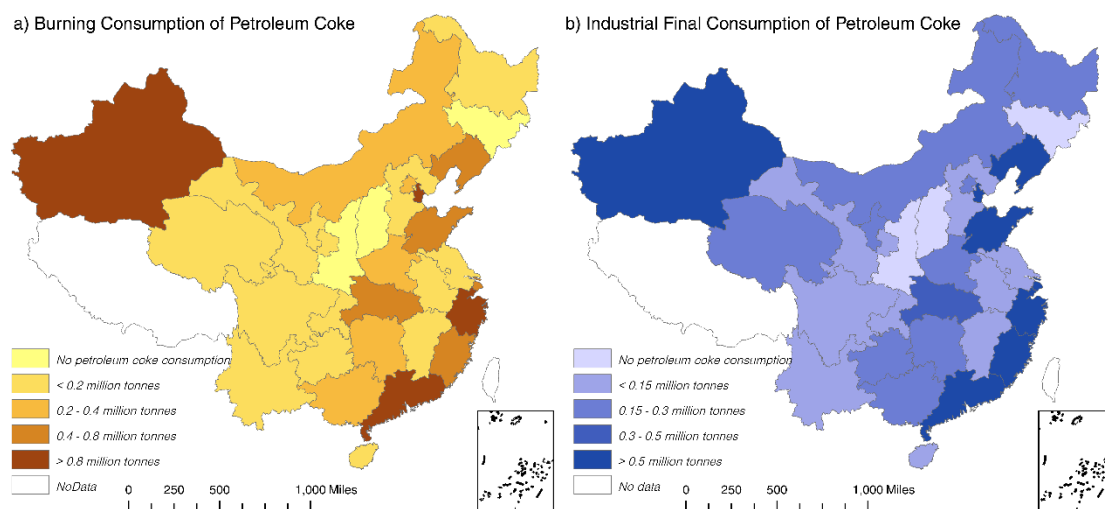 a) Burning Consumption of Petroleum Coke
No petroleum coke consumption
< 0.2 million tonnes
0.2 - 0.4 million tonnes
0.4 - 0.8 million tonnes
> 0.8 million tonnes
NoData
0 250 500 1,000 Miles
b) Industrial Final Consumption of Petroleum Coke
No petroleum coke consumption
< 0.15 million tonnes
0.15 - 0.3 million tonnes
0.3 - 0.5 million tonnes
> 0.5 million tonnes
No data
0 250 500 1,000 Miles